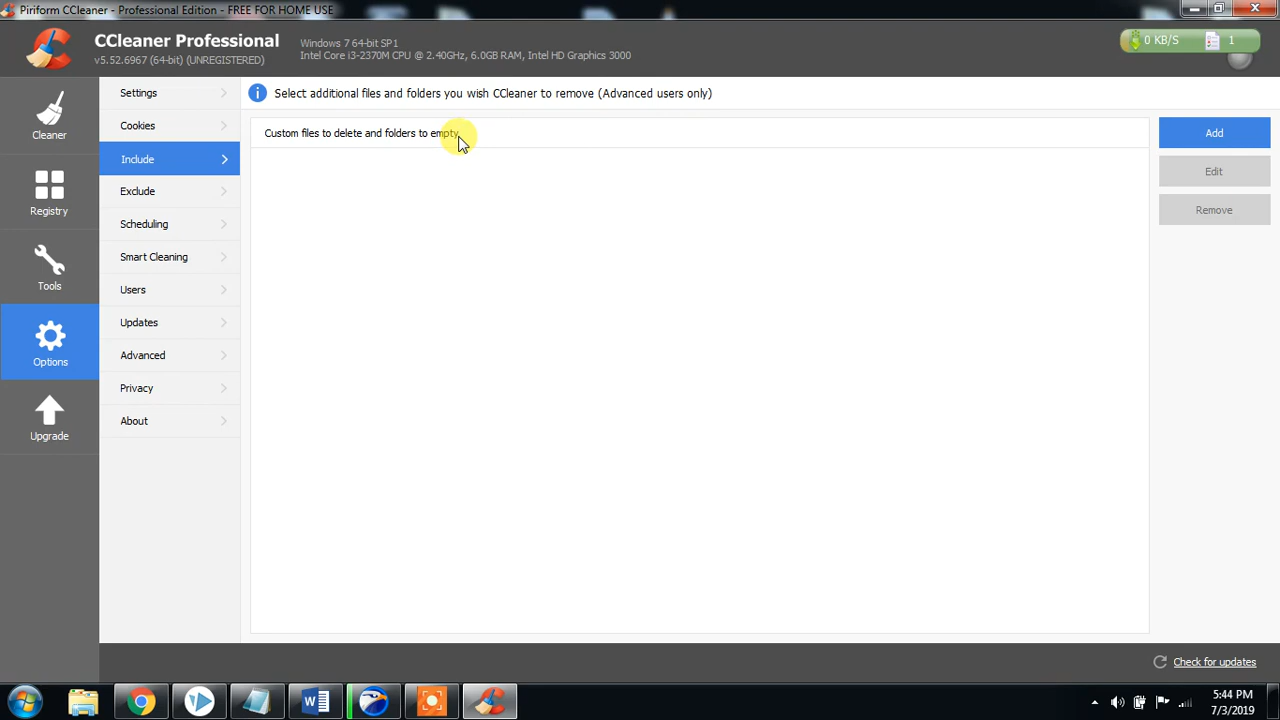 Piriform CCleaner - Professional Edition - FREE FOR HOME USE
CCleaner Professional
v5.52.6967 (64-bit) (UNREGISTERED)
Windows 7 64-bit SP1
Intel Core i3-2370M CPU @ 2.40GHz, 6.0GB RAM, Intel HD Graphics 3000
0 KB/S
1
Cleaner
Registry
Tools
Options
Upgrade
Settings
Cookies
Include
Exclude
Scheduling
Smart Cleaning
Users
Updates
Advanced
Privacy
About
Select additional files and folders you wish CCleaner to remove (Advanced users only)
Custom files to delete and folders to empty
Add
Edit
Remove
Check for updates
5:44 PM
7/3/2019